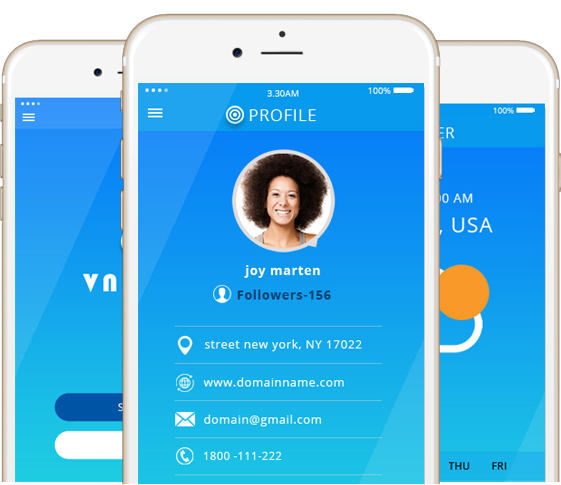 3.30AM
100%
PROFILE
joy marten
Followers-156
street new york, NY 17022
www.domainname.com
domain@gmail.com
1800 -111-222
100%
ER
00 AM
, USA
THU FRI